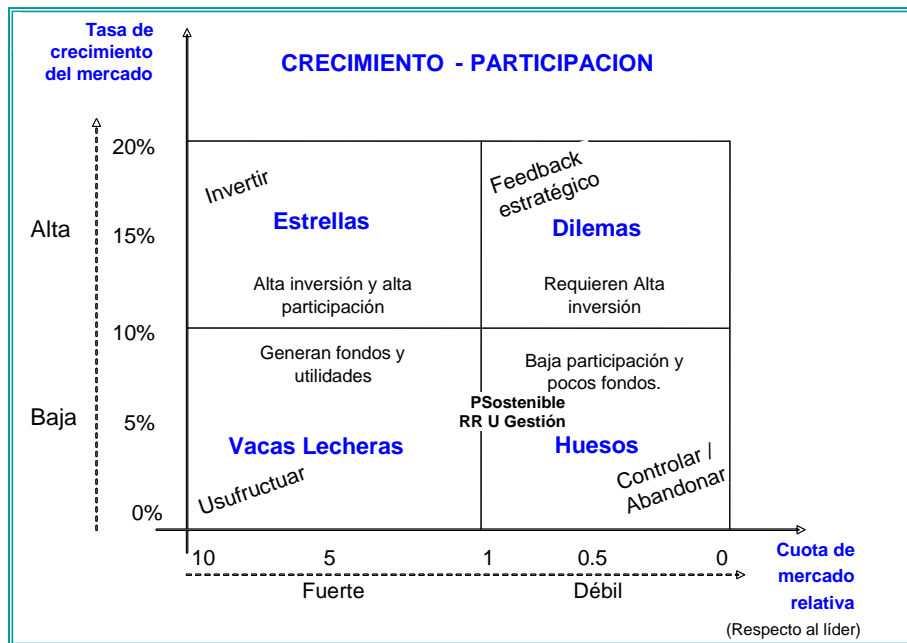 Tasa de
crecimiento
del mercado
CRECIMIENTO - PARTICIPACION
20%
Invertir
Feedback
estratégico
Alta
15%
Estrellas
Dilemas
Alta inversión y alta
participación
Requieren Alta
inversión
10%
Generan fondos y
utilidades
Baja participación y
pocos fondos.
Baja
5%
PSostenible
RR U Gestión
Vacas Lecheras
Huesos
Usufructuar
Controlar /
Abandonar
0%
10 5 1 0.5 0
Fuerte Débil
Cuota de
mercado
relativa
(Respecto al líder)